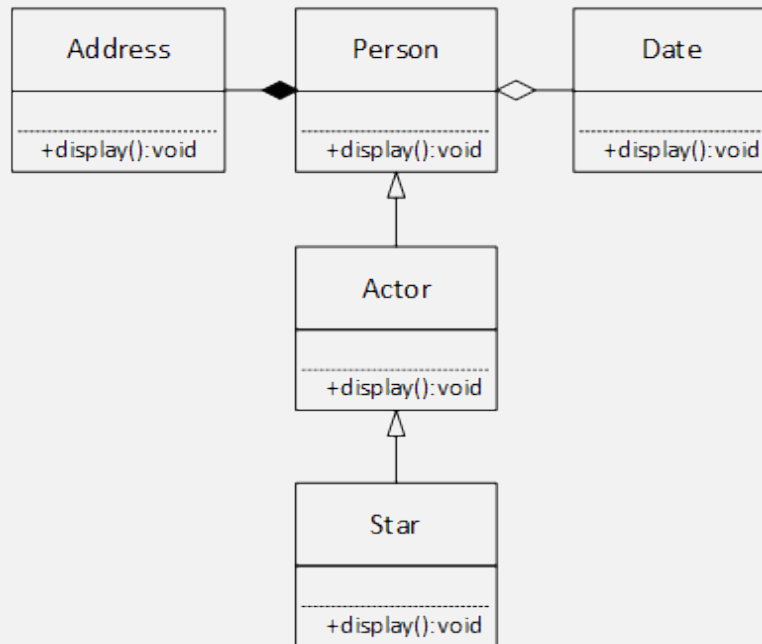 Address
+display():void
Person
+display():void
Date
+display():void
Actor
+display():void
Star
+display():void